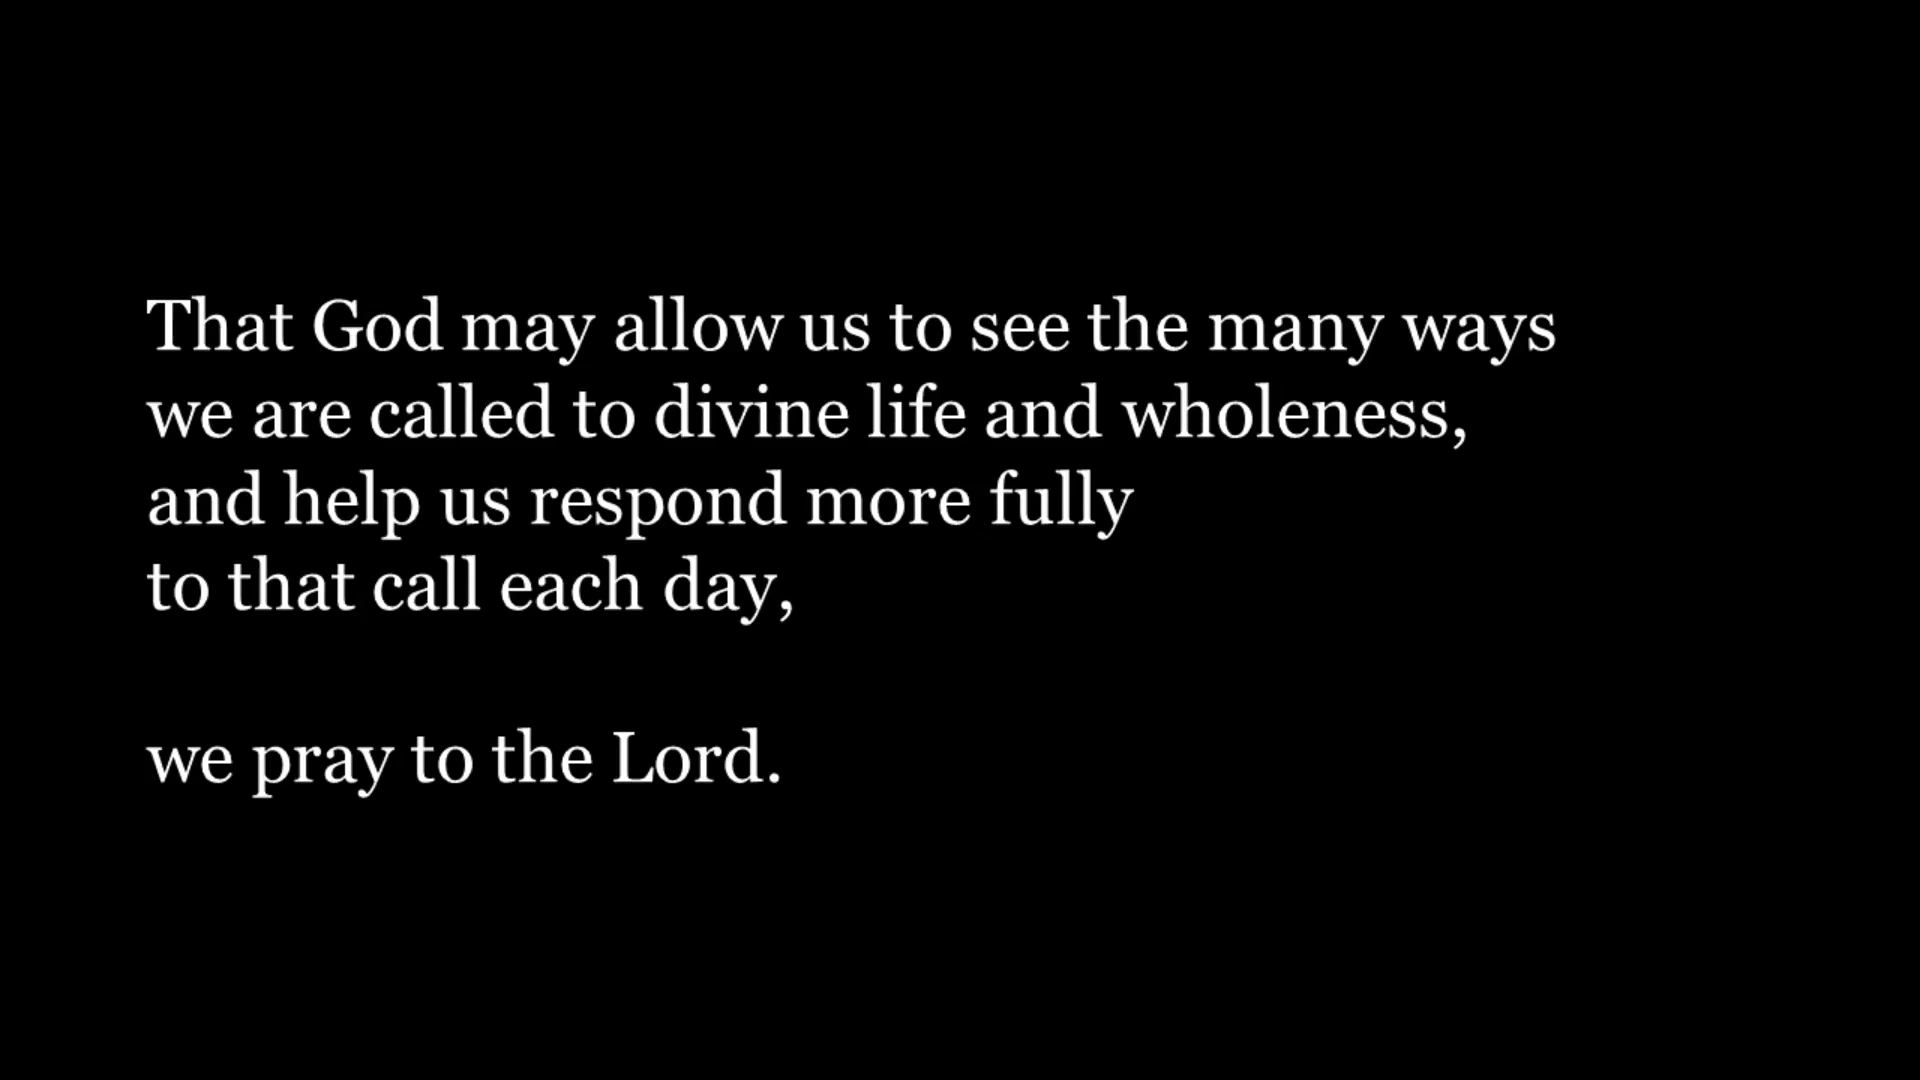 That God may allow us to see the many ways
we are called to divine life and wholeness,
and help us respond more fully
to that call each day,
we pray to the Lord.